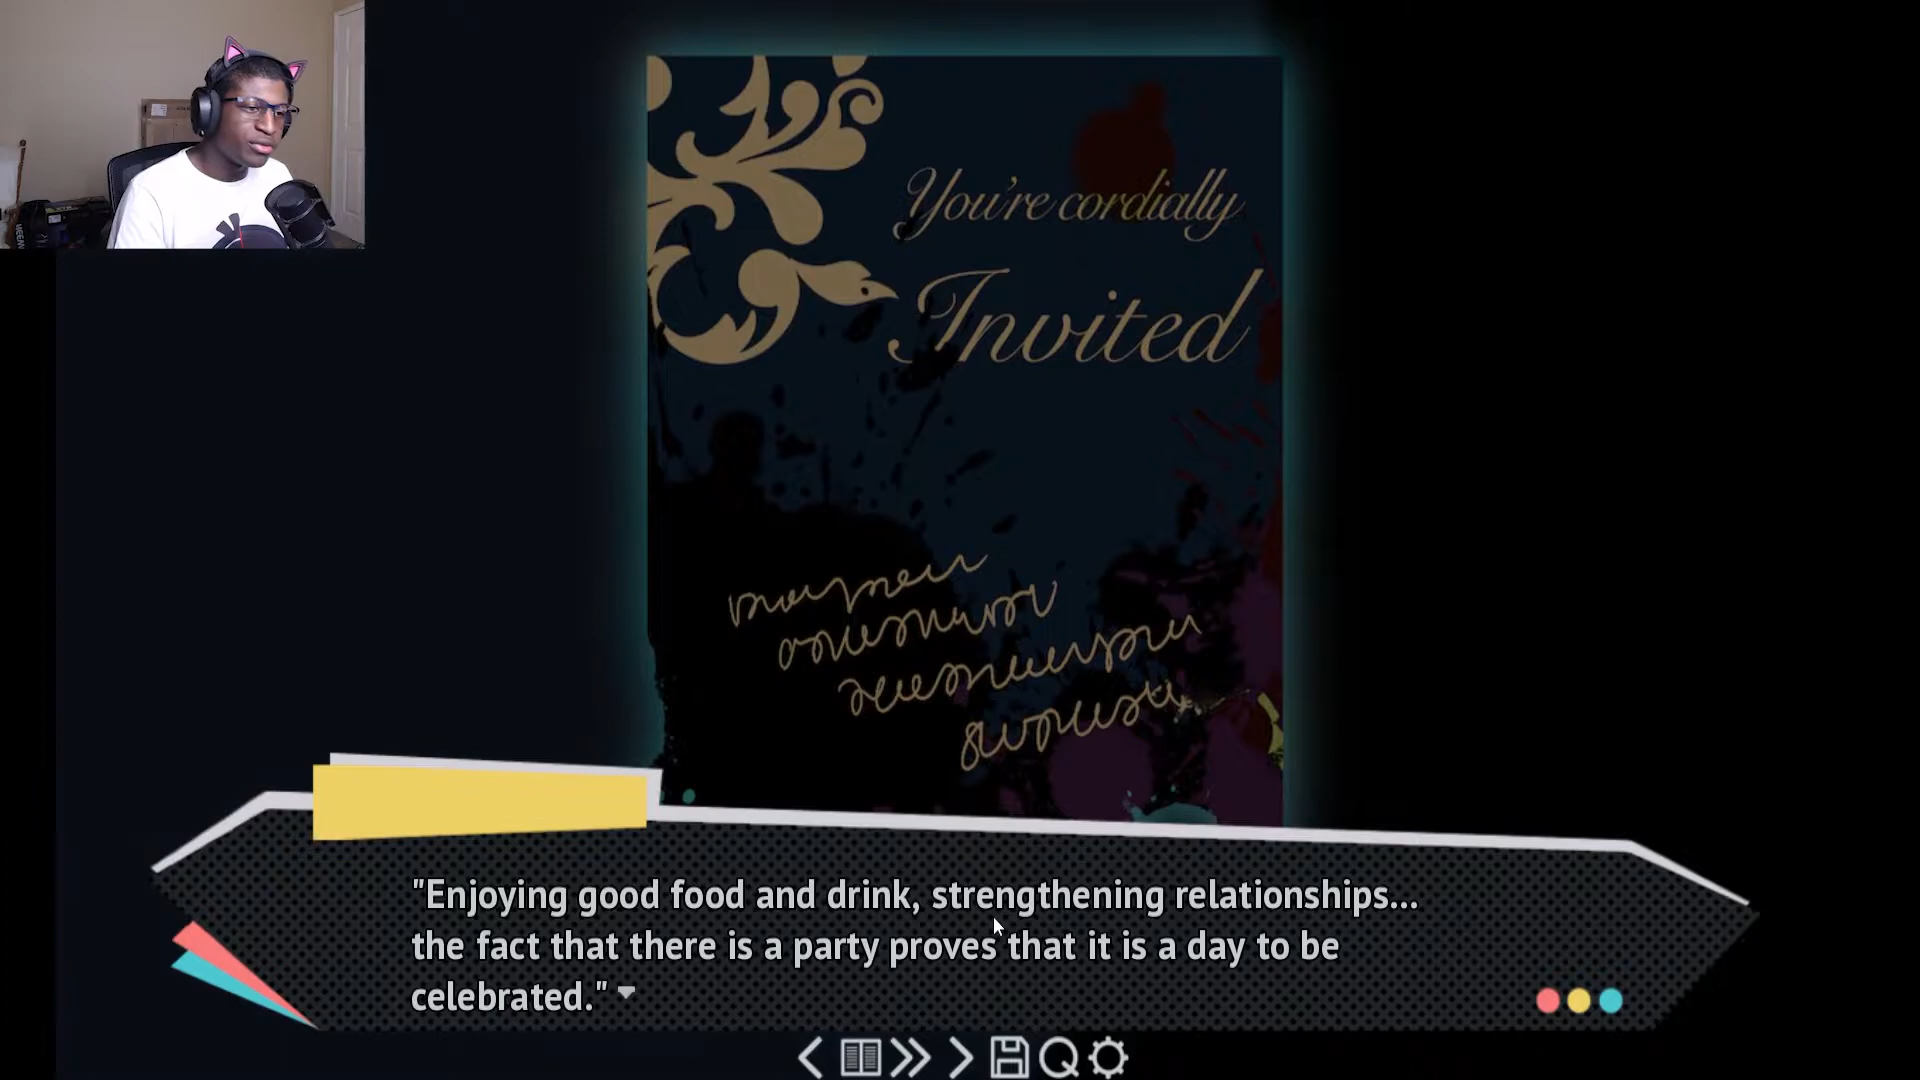 You're cordially
Invited
"Enjoying good food and drink, strengthening relationships...
the fact that there is a party proves that it is a day to be
celebrated."